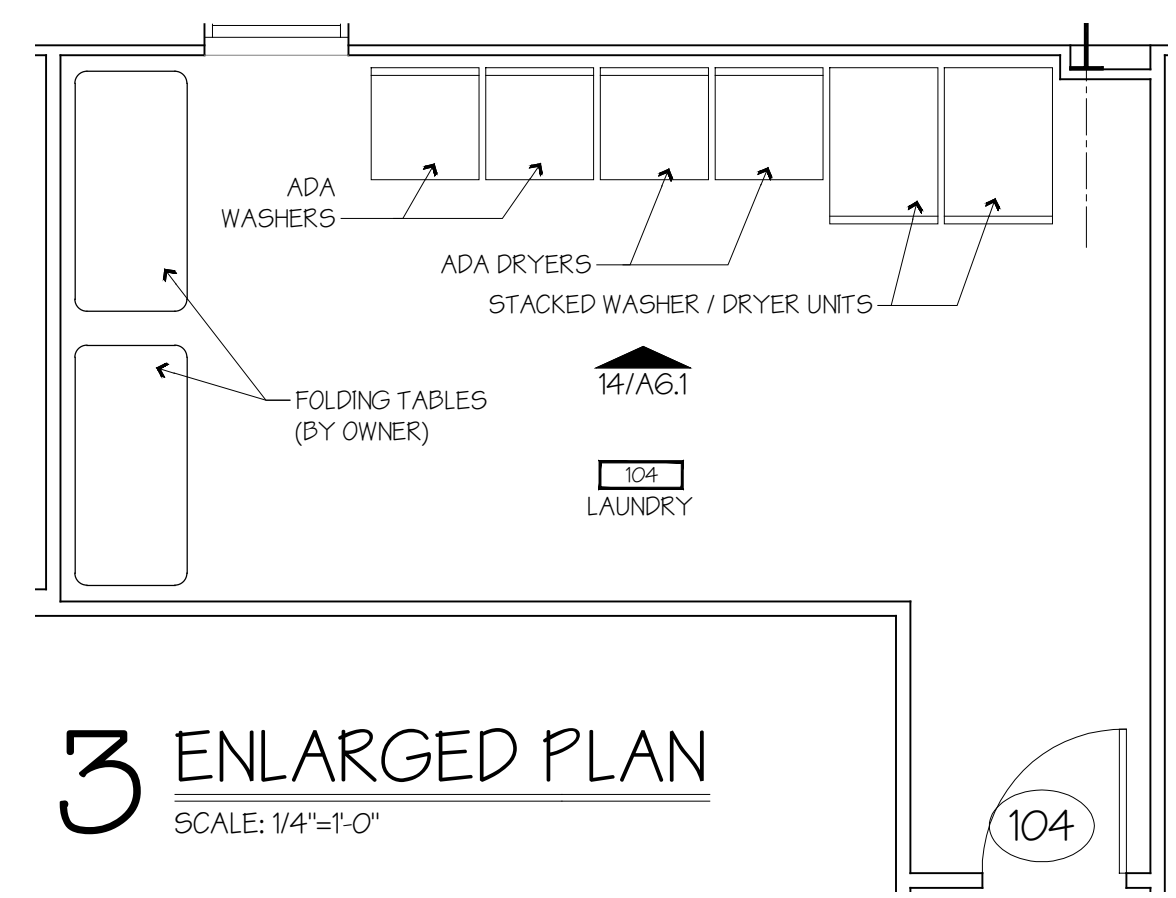 ADA
WASHERS
ADA DRYERS
STACKED WASHER / DRYER UNITS
14/A6.1
FOLDING TABLES
(BY OWNER)
104
LAUNDRY
3 ENLARGED PLAN
SCALE: 1/4"=1'-0"
104